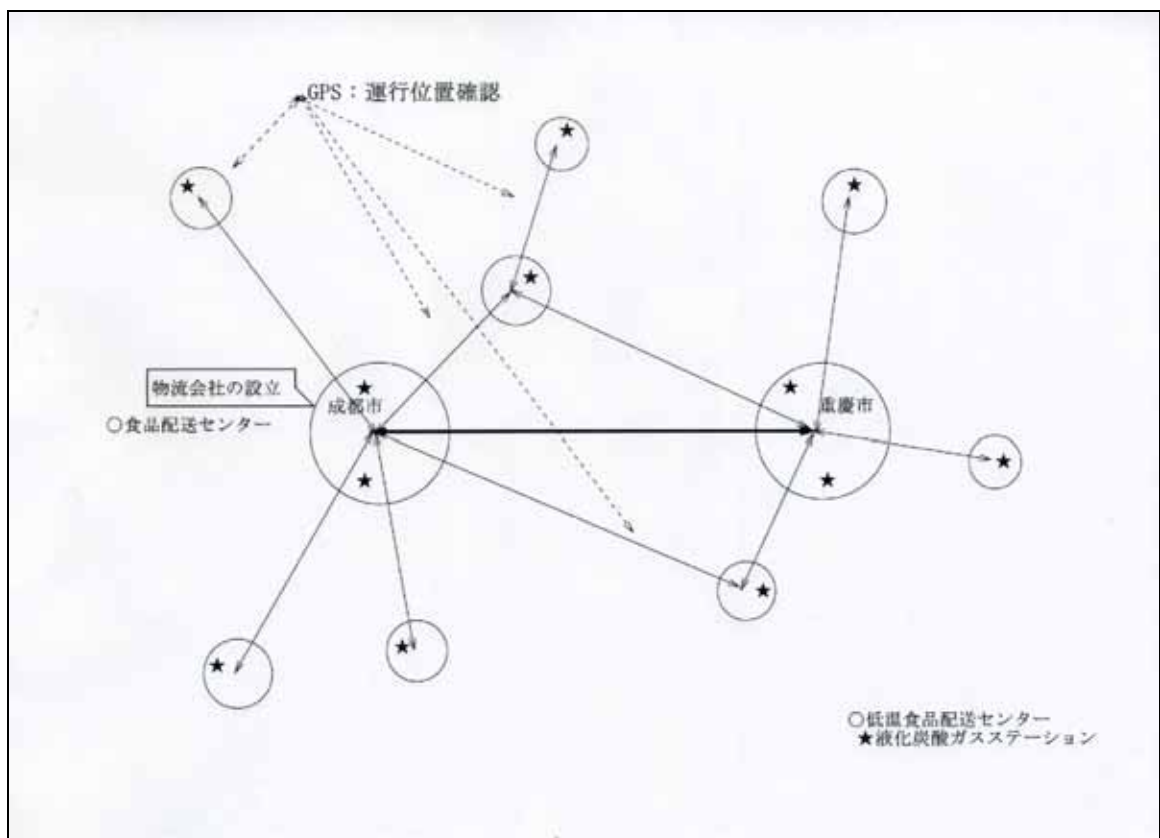 GPS：運行位置確認
物流会社の設立
○食品配送センター
成都市
重慶市
○低温食品配送センター
★液化炭酸ガスステーション